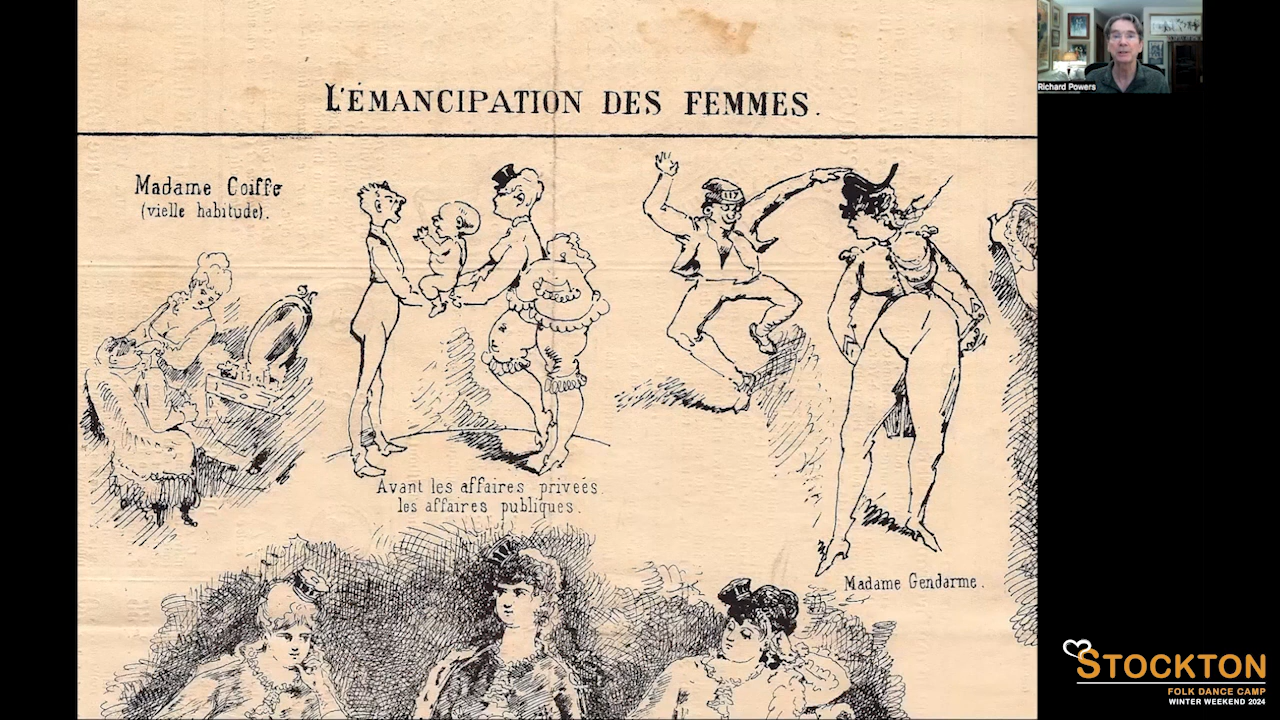 L'ÉMANCIPATION DES FEMMES.
Madame Coiffe
(vielle habitude).
Avant les affaires priveés
les affaires publiques.
Madame Gendarme.
Richard Powers
STOCKTON
FOLK DANCE CAMP
WINTER WEEKEND 2024